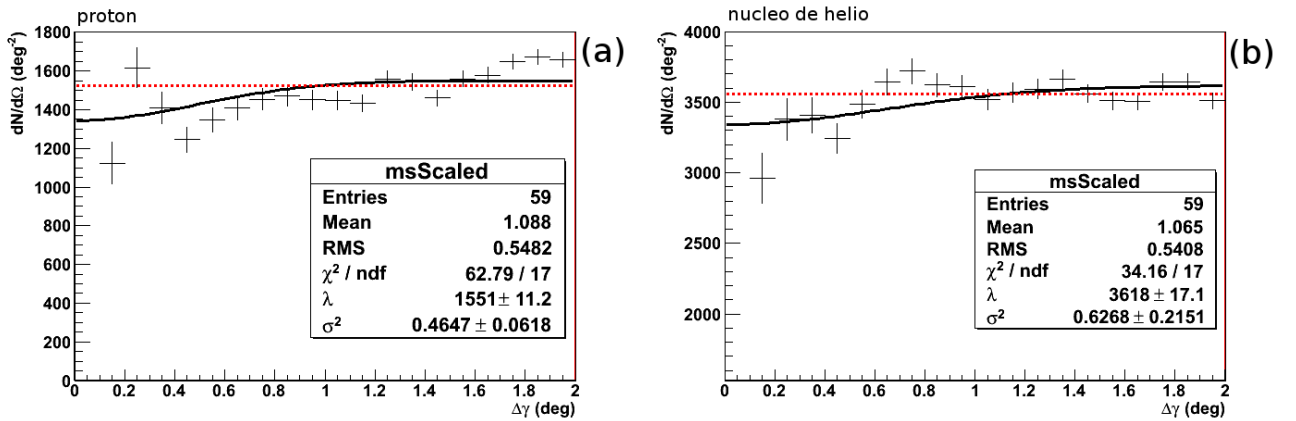 proton
dN/dΩ (deg⁻²)
1800
1600
1400
1200
1000
800
600
400
200
0
(a)
msScaled
Entries 59
Mean 1.088
RMS 0.5482
χ² / ndf 62.79 / 17
λ 1551 ± 11.2
σ² 0.4647 ± 0.0618
0 0.2 0.4 0.6 0.8 1 1.2 1.4 1.6 1.8 2
Δγ (deg)
nucleo de helio
dN/dΩ (deg⁻²)
4000
3500
3000
2500
2000
(b)
msScaled
Entries 59
Mean 1.065
RMS 0.5408
χ² / ndf 34.16 / 17
λ 3618 ± 17.1
σ² 0.6268 ± 0.2151
0 0.2 0.4 0.6 0.8 1 1.2 1.4 1.6 1.8 2
Δγ (deg)